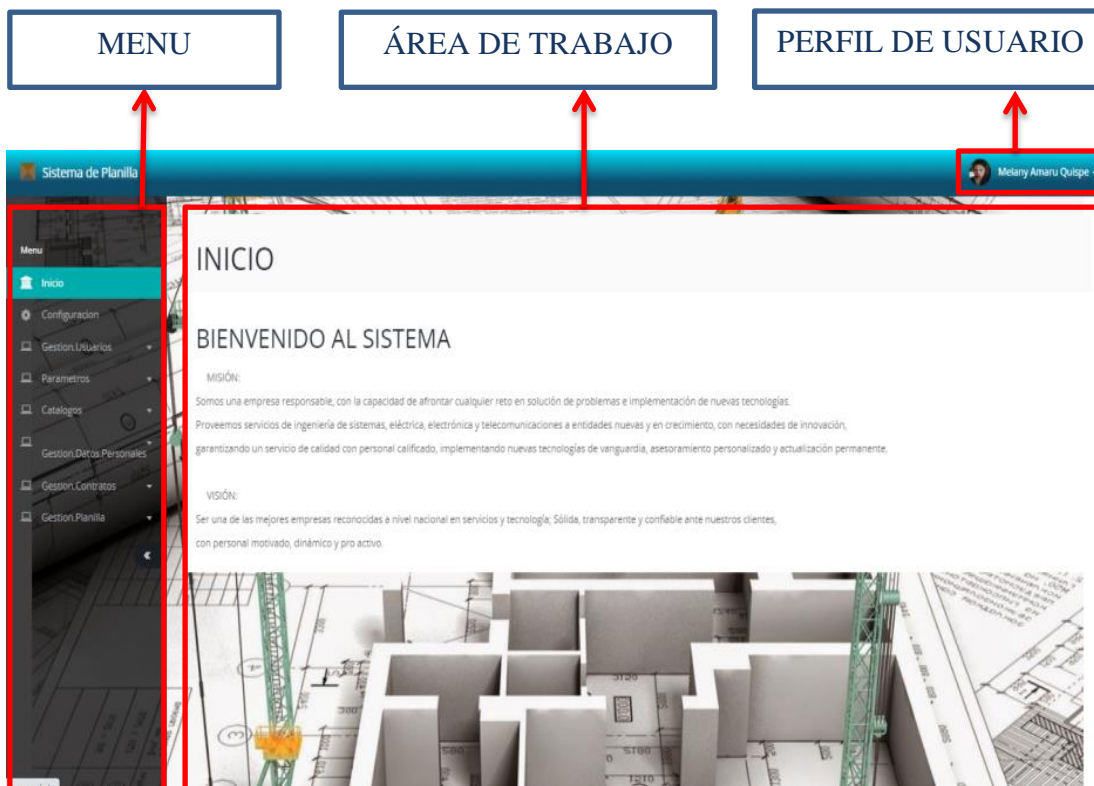 MENU
ÁREA DE TRABAJO
PERFIL DE USUARIO
Sistema de Planilla
Melany Amaru Quispe
Menu
Inicio
Configuracion
Gestion.Usuarios
Parametros
Catalogos
Gestion.Datos.Personales
Gestion.Contratos
Gestion.Planilla
INICIO
BIENVENIDO AL SISTEMA
MISIÓN:
Somos una empresa responsable, con la capacidad de afrontar cualquier reto en solución de problemas e implementación de nuevas tecnologías.
Proveemos servicios de ingeniería de sistemas, eléctrica, electrónica y telecomunicaciones a entidades nuevas y en crecimiento, con necesidades de innovación,
garantizando un servicio de calidad con personal calificado, implementando nuevas tecnologías de vanguardia, asesoramiento personalizado y actualización permanente.
VISIÓN:
Ser una de las mejores empresas reconocidas a nivel nacional en servicios y tecnología; Sólida, transparente y confiable ante nuestros clientes,
con personal motivado, dinámico y pro activo.